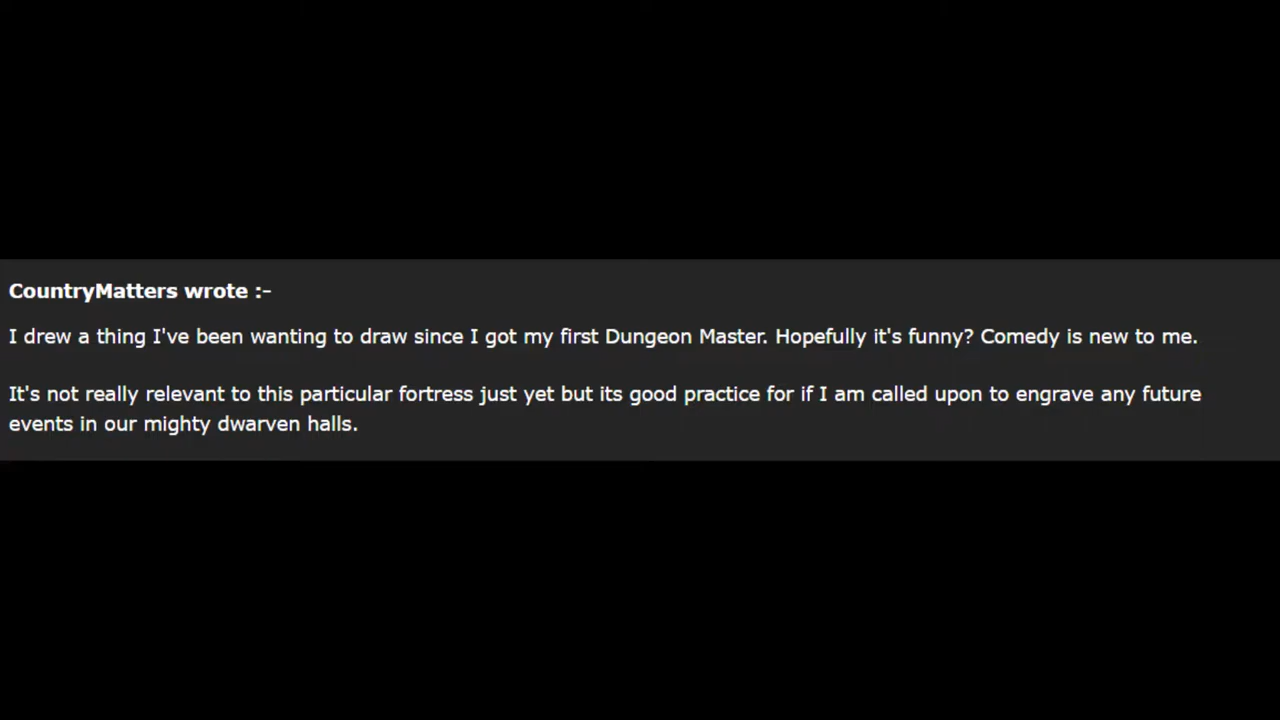 CountryMatters wrote :-
I drew a thing I've been wanting to draw since I got my first Dungeon Master. Hopefully it's funny? Comedy is new to me.
It's not really relevant to this particular fortress just yet but its good practice for if I am called upon to engrave any future
events in our mighty dwarven halls.